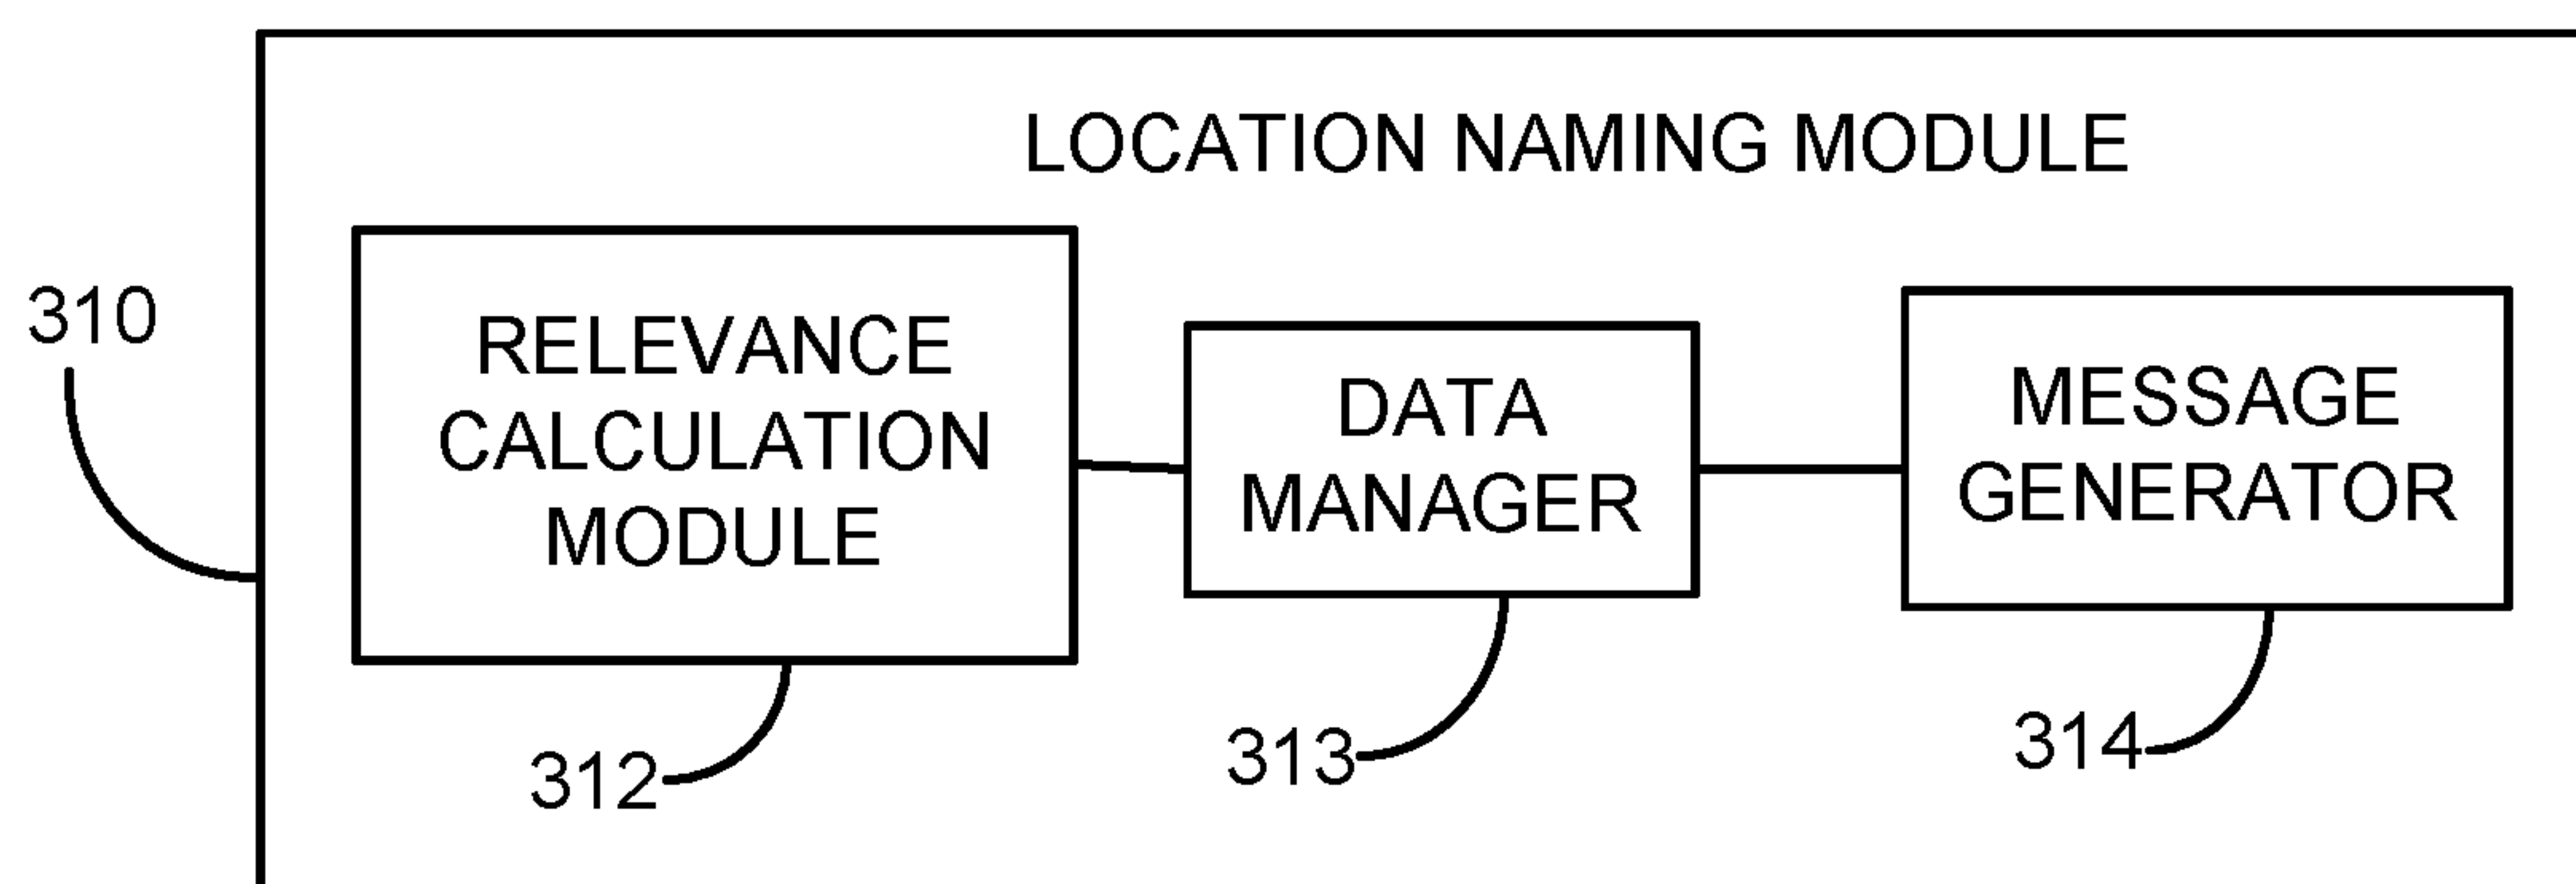 LOCATION NAMING MODULE
310
RELEVANCE
CALCULATION
MODULE
DATA
MANAGER
MESSAGE
GENERATOR
312
313
314